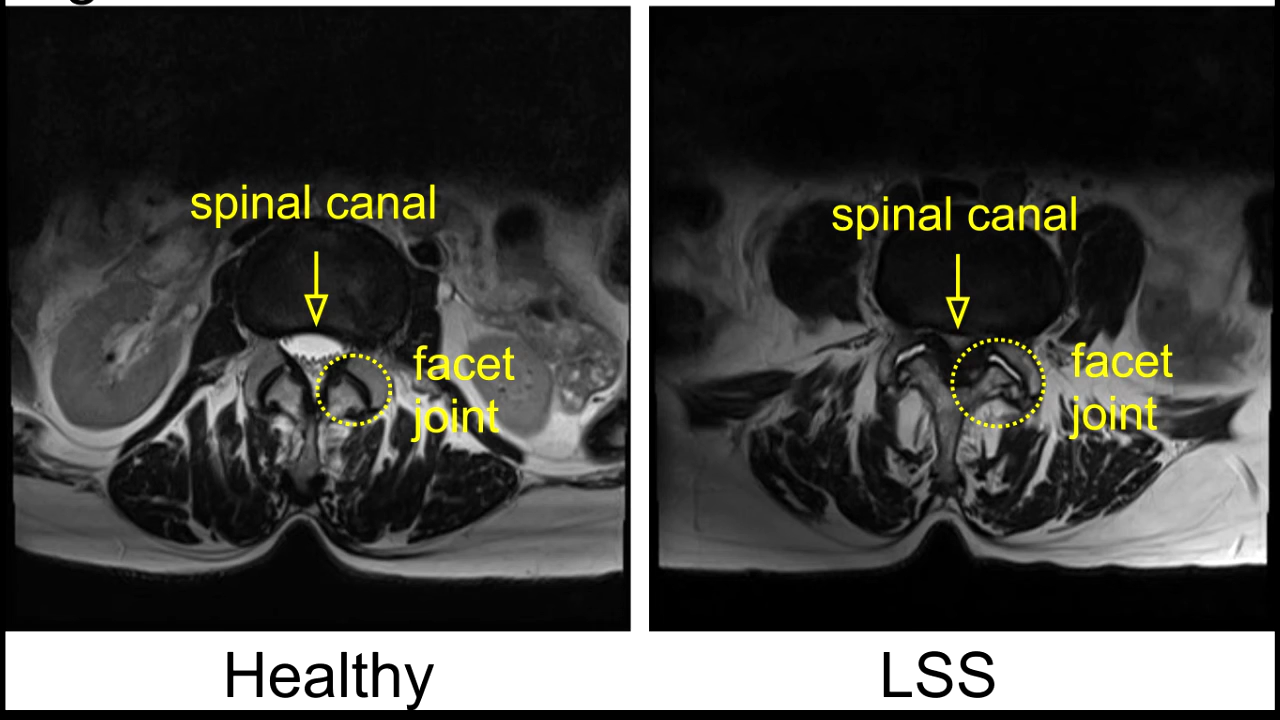 spinal canal
facet
joint
Healthy
spinal canal
facet
joint
LSS